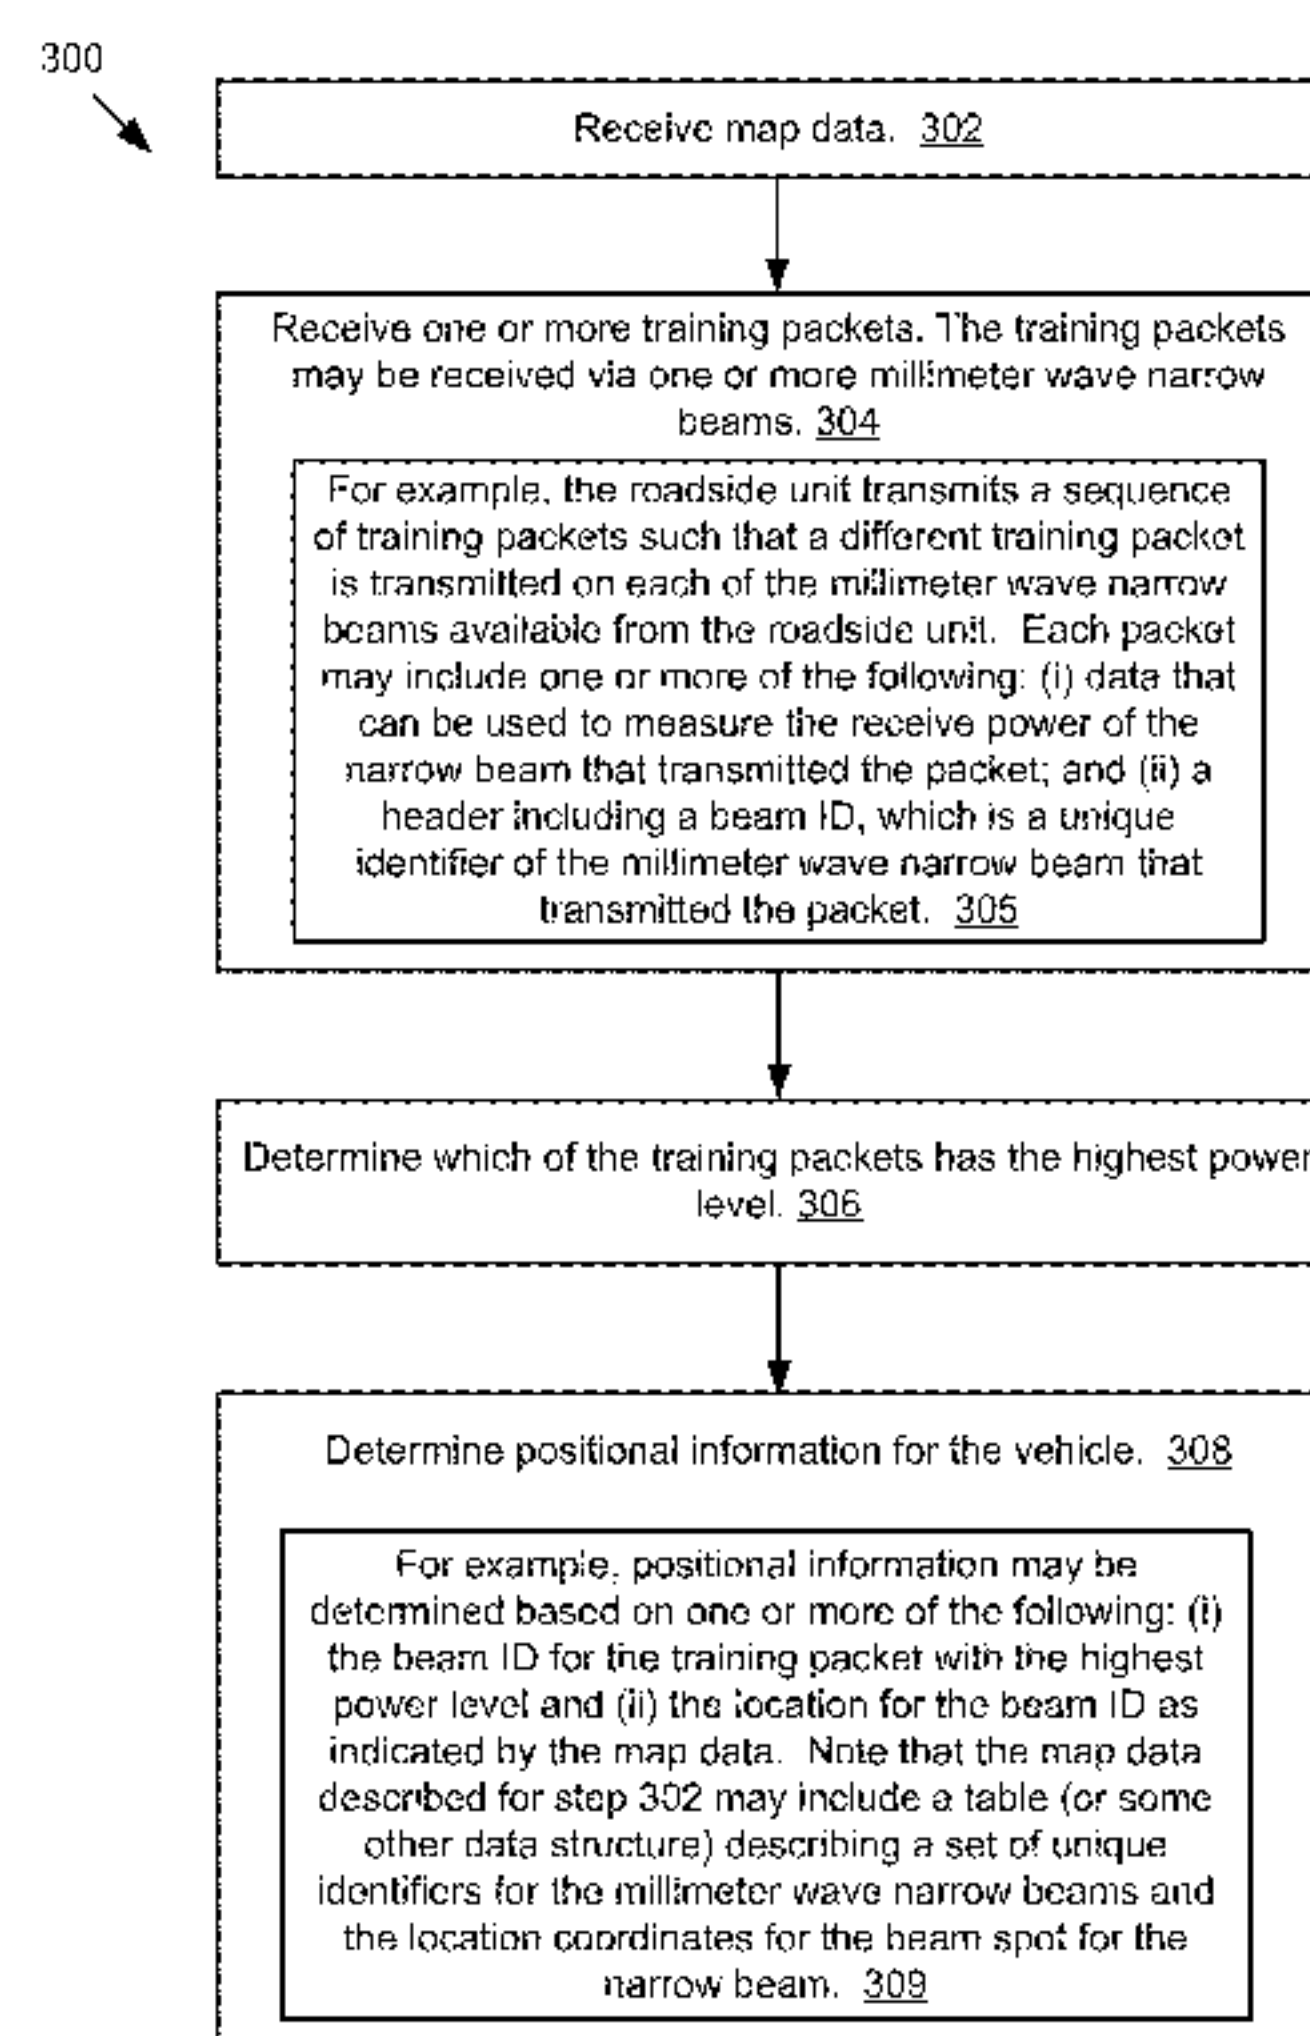 300
Receive map data. 302
Receive one or more training packets. The training packets
may be received via one or more millimeter wave narrow
beams. 304
For example, the roadside unit transmits a sequence
of training packets such that a different training packet
is transmitted on each of the millimeter wave narrow
beams available from the roadside unit. Each packet
may include one or more of the following: (i) data that
can be used to measure the receive power of the
narrow beam that transmitted the packet; and (ii) a
header including a beam ID, which is a unique
identifier of the millimeter wave narrow beam that
transmitted the packet. 305
Determine which of the training packets has the highest power
level. 306
Determine positional information for the vehicle. 308
For example, positional information may be
determined based on one or more of the following: (i)
the beam ID for the training packet with the highest
power level and (ii) the location for the beam ID as
indicated by the map data. Note that the map data
described for step 302 may include a table (or some
other data structure) describing a set of unique
identifiers for the millimeter wave narrow beams and
the location coordinates for the beam spot for the
narrow beam. 309